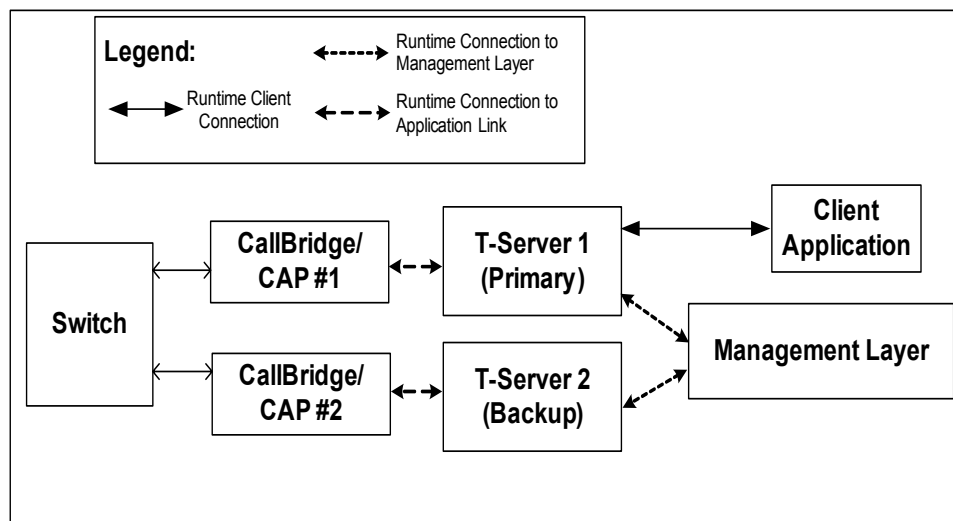 Legend:
Runtime Connection to
Management Layer
Runtime Client
Connection
Runtime Connection to
Application Link
Switch
CallBridge/
CAP #1
T-Server 1
(Primary)
Client
Application
CallBridge/
CAP #2
T-Server 2
(Backup)
Management Layer